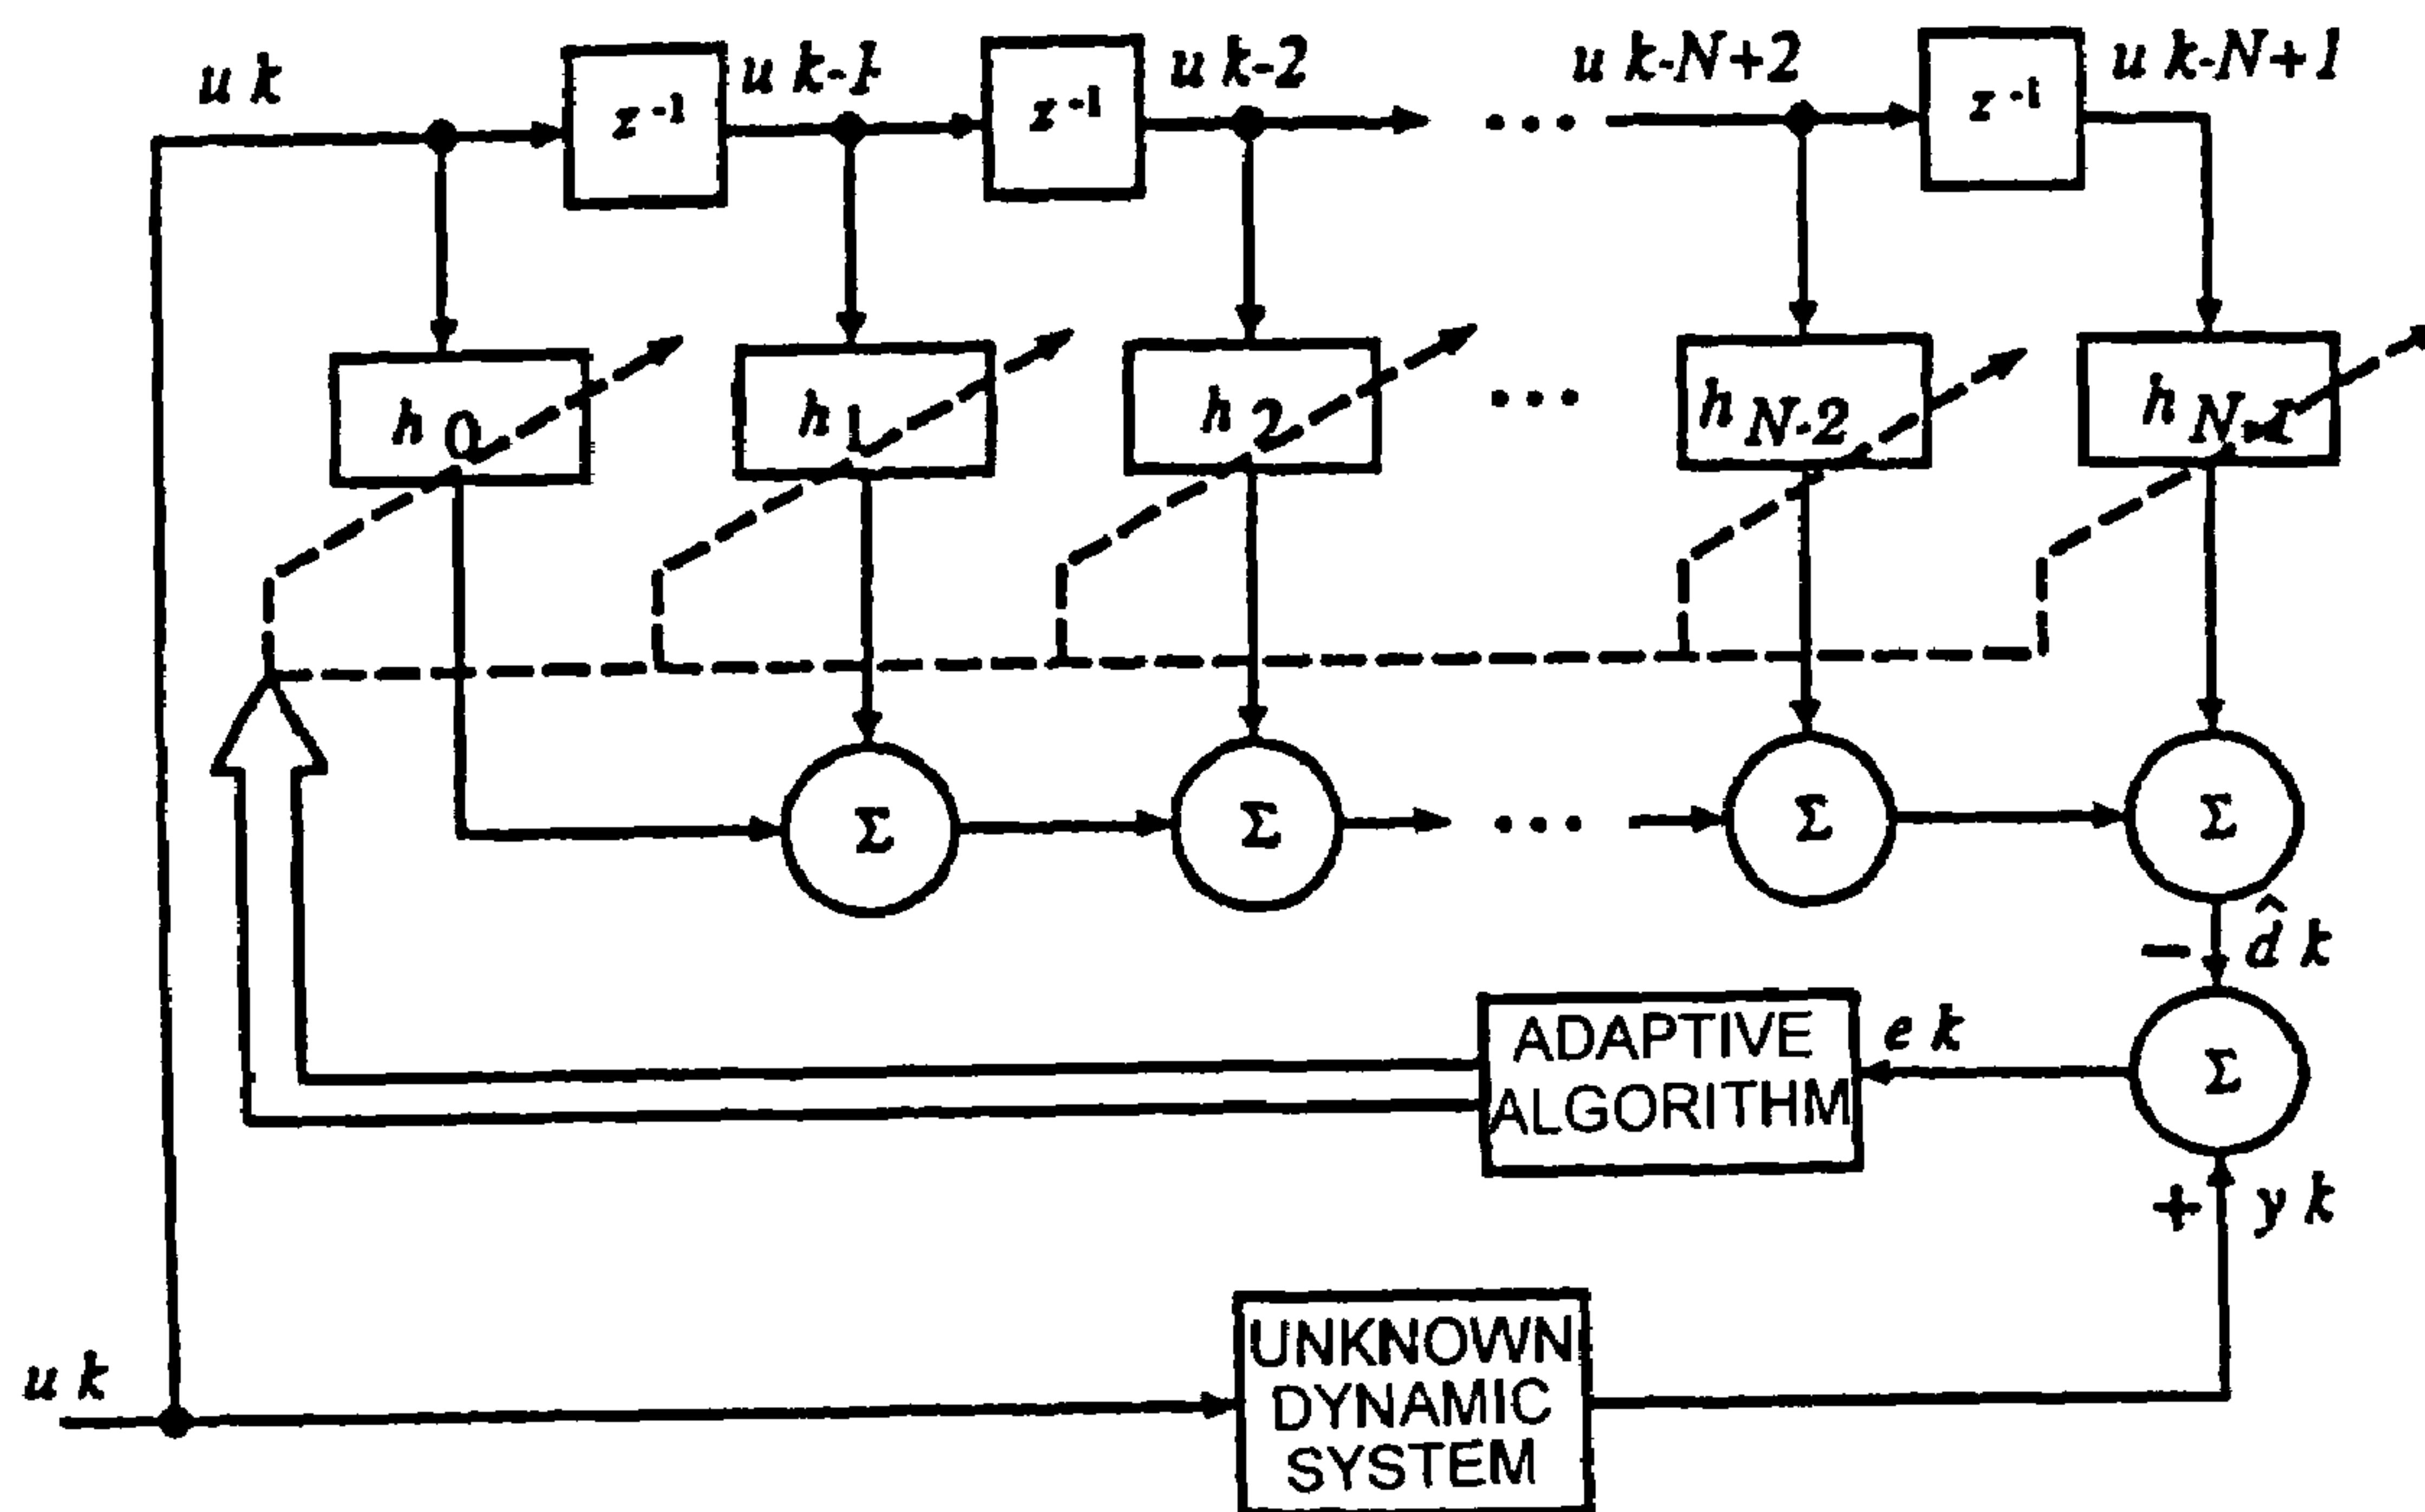 u k
u k-1
u k-2
u k-N+2
u k-N+1
z⁻¹
z⁻¹
z⁻¹
h 0
h 1
h 2
h N-2
h N-1
• • •
• • •
Σ
Σ
• • •
Σ
Σ
−
d̂ k
ADAPTIVE
ALGORITHM
e k
Σ
+
y k
u k
UNKNOWN
DYNAMIC
SYSTEM